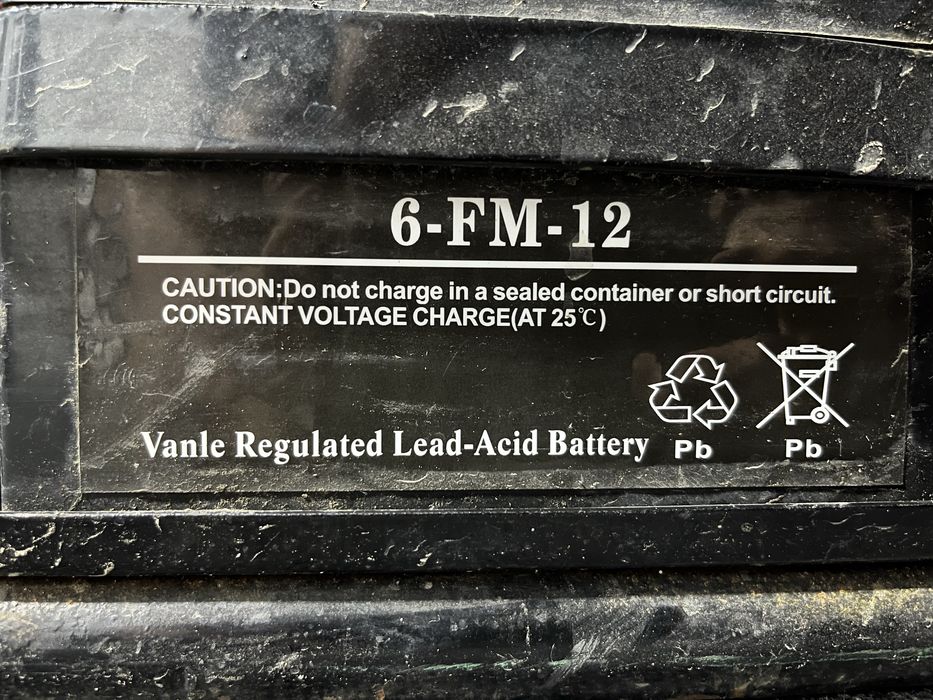 6-FM-12
CAUTION:Do not charge in a sealed container or short circuit.
CONSTANT VOLTAGE CHARGE(AT 25℃)
Vanle Regulated Lead-Acid Battery
Pb
Pb